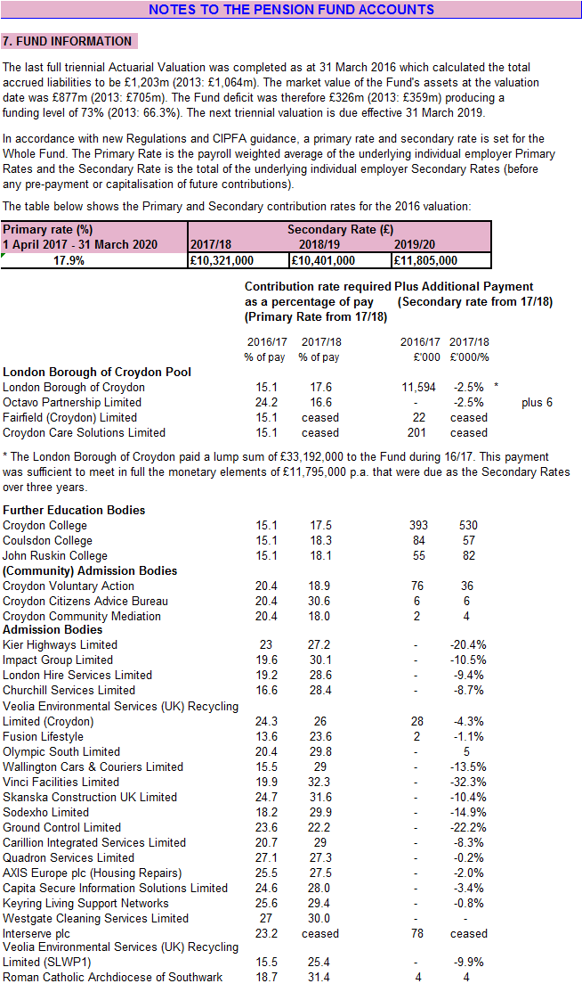 NOTES TO THE PENSION FUND ACCOUNTS
7. FUND INFORMATION
The last full triennial Actuarial Valuation was completed as at 31 March 2016 which calculated the total
accrued liabilities to be £1,203m (2013: £1,064m). The market value of the Fund's assets at the valuation
date was £877m (2013: £705m). The Fund deficit was therefore £326m (2013: £359m) producing a
funding level of 73% (2013: 66.3%). The next triennial valuation is due effective 31 March 2019.
In accordance with new Regulations and CIPFA guidance, a primary rate and secondary rate is set for the
Whole Fund. The Primary Rate is the payroll weighted average of the underlying individual employer Primary
Rates and the Secondary Rate is the total of the underlying individual employer Secondary Rates (before
any pre-payment or capitalisation of future contributions).
The table below shows the Primary and Secondary contribution rates for the 2016 valuation:
Primary rate (%) Secondary Rate (£)
1 April 2017 - 31 March 2020 2017/18 2018/19 2019/20
17.9% £10,321,000 £10,401,000 £11,805,000
Contribution rate required Plus Additional Payment
as a percentage of pay (Secondary rate from 17/18)
(Primary Rate from 17/18)
2016/17 2017/18 2016/17 2017/18
% of pay % of pay £'000 £'000/%
London Borough of Croydon Pool
London Borough of Croydon 15.1 17.6 11,594 -2.5% *
Octavo Partnership Limited 24.2 16.6 - -2.5% plus 6
Fairfield (Croydon) Limited 15.1 ceased 22 ceased
Croydon Care Solutions Limited 15.1 ceased 201 ceased
* The London Borough of Croydon paid a lump sum of £33,192,000 to the Fund during 16/17. This payment
was sufficient to meet in full the monetary elements of £11,795,000 p.a. that were due as the Secondary Rates
over three years.
Further Education Bodies
Croydon College 15.1 17.5 393 530
Coulsdon College 15.1 18.3 84 57
John Ruskin College 15.1 18.1 55 82
(Community) Admission Bodies
Croydon Voluntary Action 20.4 18.9 76 36
Croydon Citizens Advice Bureau 20.4 30.6 6 6
Croydon Community Mediation 20.4 18.0 2 4
Admission Bodies
Kier Highways Limited 23 27.2 - -20.4%
Impact Group Limited 19.6 30.1 - -10.5%
London Hire Services Limited 19.2 28.6 - -9.4%
Churchill Services Limited 16.6 28.4 - -8.7%
Veolia Environmental Services (UK) Recycling
Limited (Croydon) 24.3 26 28 -4.3%
Fusion Lifestyle 13.6 23.6 2 -1.1%
Olympic South Limited 20.4 29.8 - 5
Wallington Cars & Couriers Limited 15.5 29 - -13.5%
Vinci Facilities Limited 19.9 32.3 - -32.3%
Skanska Construction UK Limited 24.7 31.6 - -10.4%
Sodexho Limited 18.2 29.9 - -14.9%
Ground Control Limited 23.6 22.2 - -22.2%
Carillion Integrated Services Limited 20.7 29 - -8.3%
Quadron Services Limited 27.1 27.3 - -0.2%
AXIS Europe plc (Housing Repairs) 25.5 27.5 - -2.0%
Capita Secure Information Solutions Limited 24.6 28.0 - -3.4%
Keyring Living Support Networks 25.6 29.4 - -0.8%
Westgate Cleaning Services Limited 27 30.0 - -
Interserve plc 23.2 ceased 78 ceased
Veolia Environmental Services (UK) Recycling
Limited (SLWP1) 15.5 25.4 - -9.9%
Roman Catholic Archdiocese of Southwark 18.7 31.4 4 4